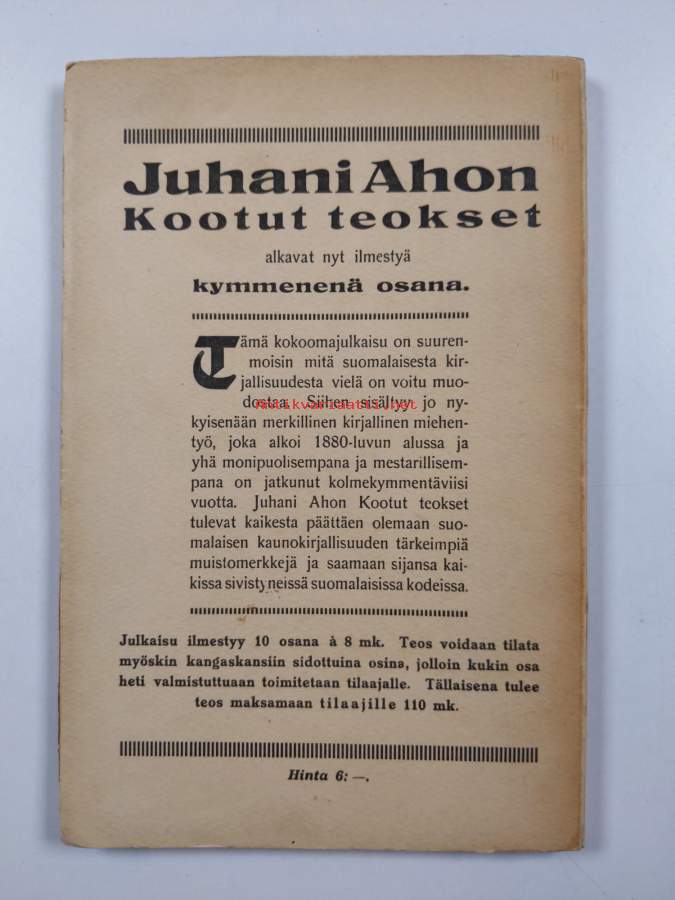 Juhani Ahon
Kootut teokset
alkavat nyt ilmestyä
kymmenenä osana.
Tämä kokoomajulkaisu on suuren-
moisin mitä suomalaisesta kir-
jallisuudesta vielä on voitu muo-
dostaa. Siihen sisältyy jo ny-
antikvariaatti.net
kyisenään merkillinen kirjallinen miehen-
työ, joka alkoi 1880-luvun alussa ja
yhä monipuolisempana ja mestarillisem-
pana on jatkunut kolmekymmentäviisi
vuotta. Juhani Ahon Kootut teokset
tulevat kaikesta päättäen olemaan suo-
malaisen kaunokirjallisuuden tärkeimpiä
muistomerkkejä ja saamaan sijansa kai-
kissa sivistyneissä suomalaisissa kodeissa.
Julkaisu ilmestyy 10 osana à 8 mk. Teos voidaan tilata
myöskin kangaskansiin sidottuina osina, jolloin kukin osa
heti valmistuttuaan toimitetaan tilaajalle. Tällaisena tulee
teos maksamaan tilaajille 110 mk.
Hinta 6: —.